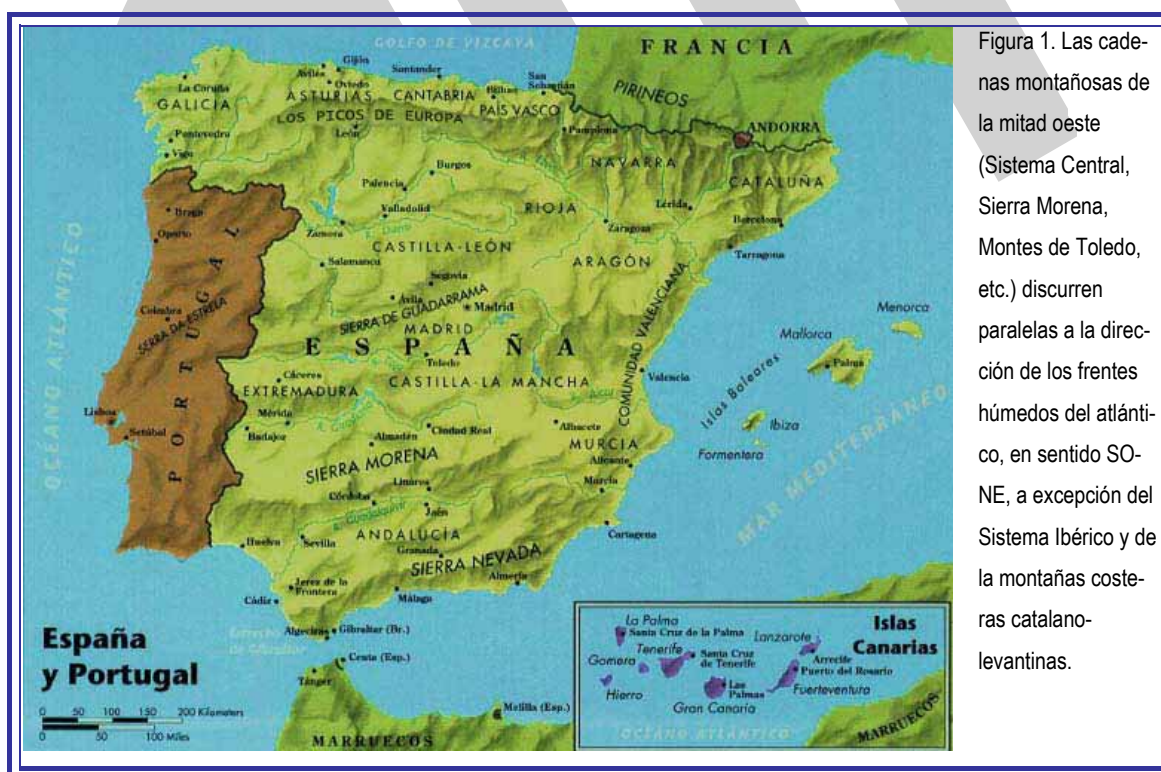 GOLFO DE VIZCAYA
FRANCIA
Gijón
Avilés
Oviedo
Santander
Bilbao
San
Sebastián
La Coruña
GALICIA
ASTURIAS
CANTABRIA
PAÍS VASCO
PIRINEOS
ANDORRA
LOS PICOS DE EUROPA
León
Pamplona
Pontevedra
Vigo
NAVARRA
CATALUÑA
Burgos
Palencia
RIOJA
Lérida
Braga
Valladolid
Zamora
R. Duero
Zaragoza
Barcelona
Oporto
CASTILLA-LEÓN
Tarragona
Salamanca
Segovia
ARAGÓN
OCÉANO ATLÁNTICO
PORTUGAL
Ávila
SIERRA DE GUADARRAMA
Madrid
MADRID
Coimbra
SERRA DA ESTRELA
ESPAÑA
COMUNIDAD VALENCIANA
Menorca
Mallorca
Palma
Islas Baleares
Toledo
Cáceres
EXTREMADURA
CASTILLA-LA MANCHA
Valencia
Lisboa
Setúbal
Mérida
Badajoz
R. Guadiana
Ciudad Real
Almadén
Albacete
Ibiza
Formentera
MAR MEDITERRÁNEO
MURCIA
Alicante
SIERRA MORENA
Linares
Murcia
Córdoba
Jaén
R. Guadalquivir
ANDALUCÍA
Cartagena
Huelva
Sevilla
Granada
SIERRA NEVADA
Jerez de la
Frontera
Almería
Cádiz
Málaga
Algeciras
Gibraltar (Br.)
Estrecho
de Gibraltar
Ceuta (Esp.)
Tánger
Melilla (Esp.)
MARRUECOS
España
y Portugal
0 50 100 150 200 Kilometers
0 50 100 Miles
Islas
Canarias
La Palma
Santa Cruz de la Palma
Lanzarote
Tenerife
Santa Cruz
de Tenerife
Arrecife
Puerto del Rosario
Gomera
Hierro
Las
Palmas
Fuerteventura
Gran Canaria
OCÉANO ATLÁNTICO
MARRUECOS
Figura 1. Las cade-
nas montañosas de
la mitad oeste
(Sistema Central,
Sierra Morena,
Montes de Toledo,
etc.) discurren
paralelas a la direc-
ción de los frentes
húmedos del atlánti-
co, en sentido SO-
NE, a excepción del
Sistema Ibérico y de
la montañas coste-
ras catalano-
levantinas.